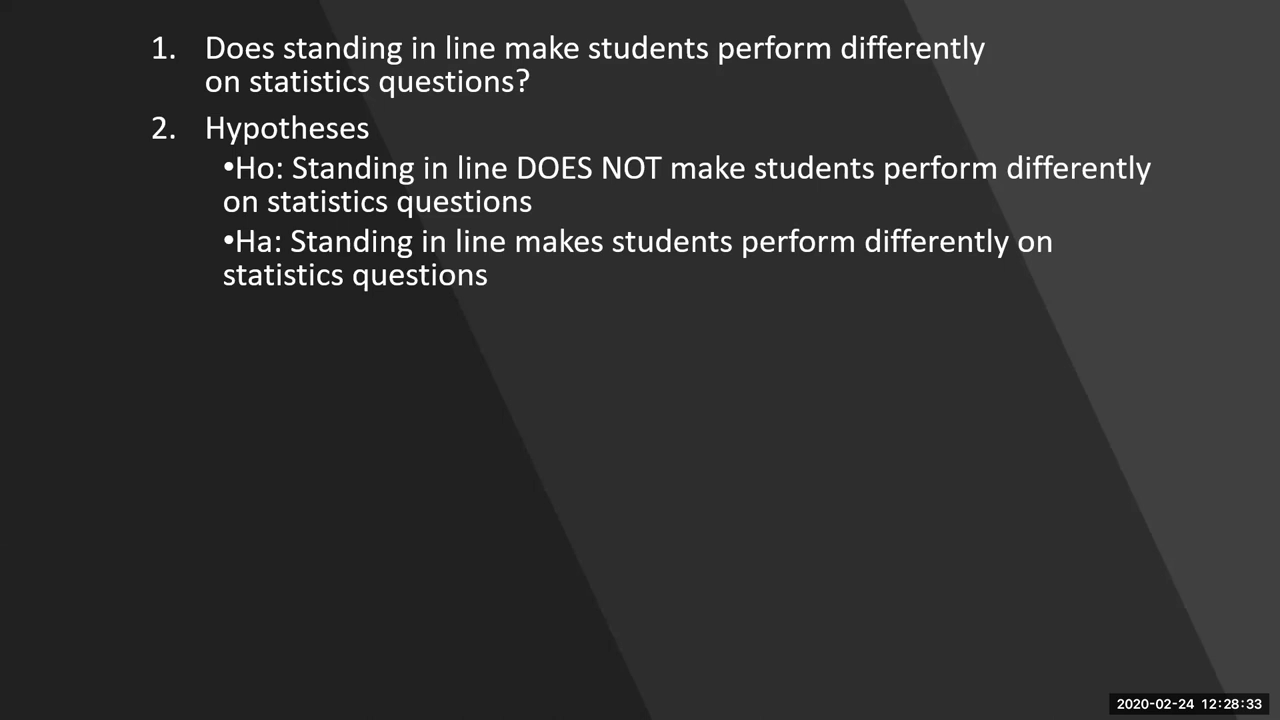 1. Does standing in line make students perform differently
on statistics questions?
2. Hypotheses
•Ho: Standing in line DOES NOT make students perform differently
on statistics questions
•Ha: Standing in line makes students perform differently on
statistics questions
2020-02-24 12:28:33